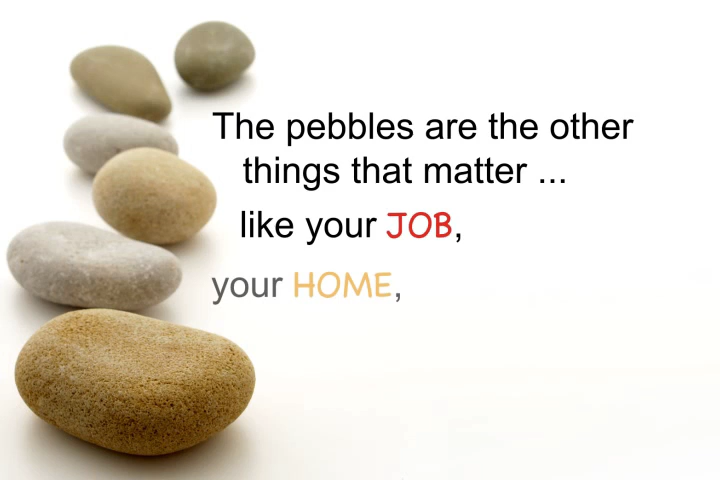 The pebbles are the other
things that matter ...
like your JOB,
your HOME,